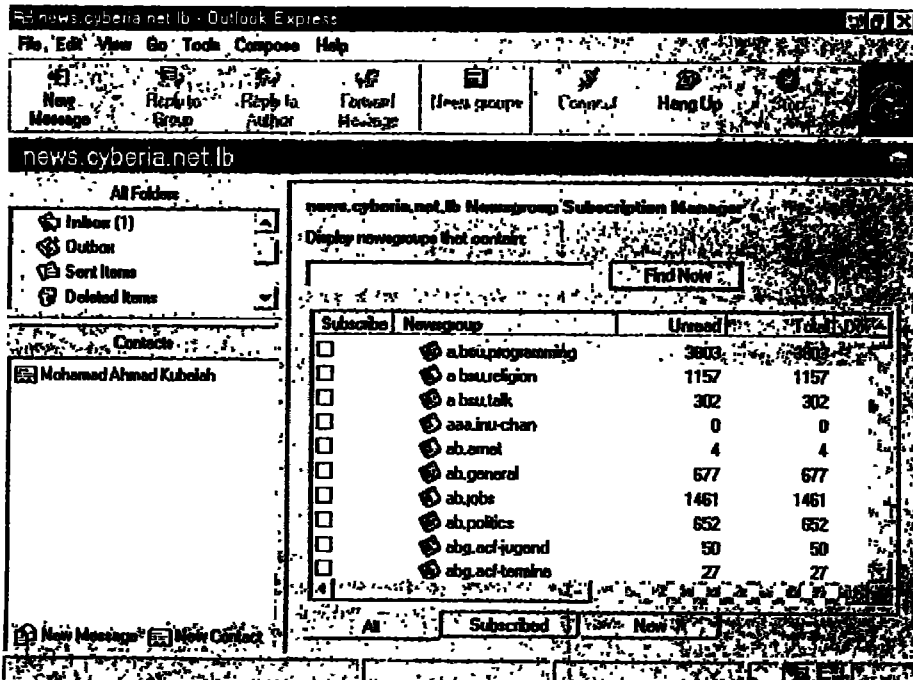 news.cyberia.net.lb - Outlook Express
File Edit View Go Tools Compose Help
New Message
Reply to Group
Reply to Author
Forward Message
News groups
Connect
Hang Up
Stop
news.cyberia.net.lb
All Folders
Inbox (1)
Outbox
Sent Items
Deleted Items
Contacts
Mohamad Ahmad Kubelah
New Message New Contact
news.cyberia.net.lb Newsgroup Subscription Manager
Display newsgroups that contain:
Find Now
Subscribe Newsgroup Unread Total
a.bsu.programming 3803 3803
a.bsu.religion 1157 1157
a.bsu.talk 302 302
aaa.inu-chan 0 0
ab.arnet 4 4
ab.general 677 677
ab.jobs 1461 1461
ab.politics 652 652
abg.acf-jugend 50 50
abg.acf-termine 27 27
All Subscribed New